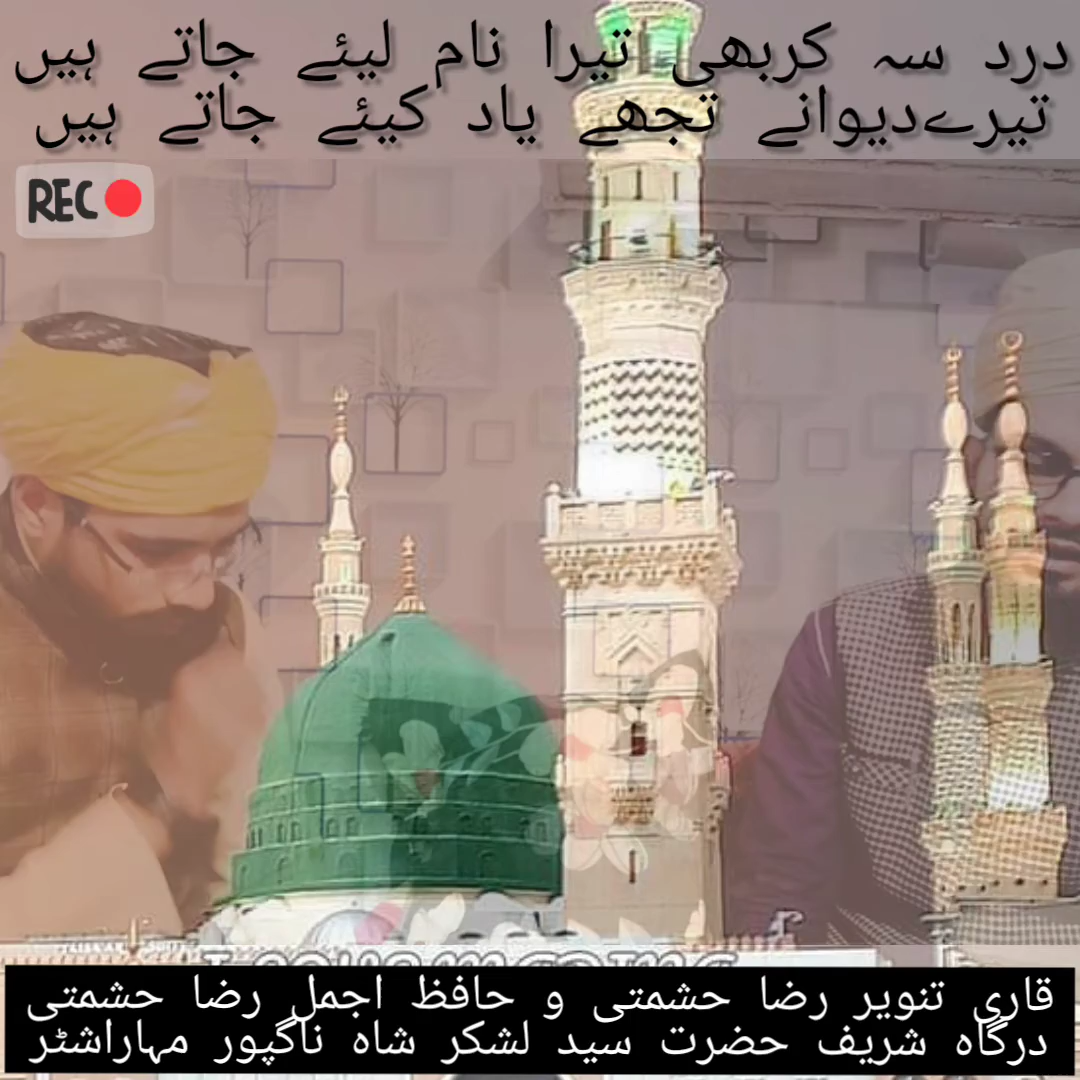 درد سہ کربھی تیرا نام لیئے جاتے ہیں
تیرےدیوانے تجھے یاد کیئے جاتے ہیں
REC
قاری تنویر رضا حشمتی و حافظ اجمل رضا حشمتی
درگاہ شریف حضرت سید لشکر شاہ ناگپور مہاراشٹر